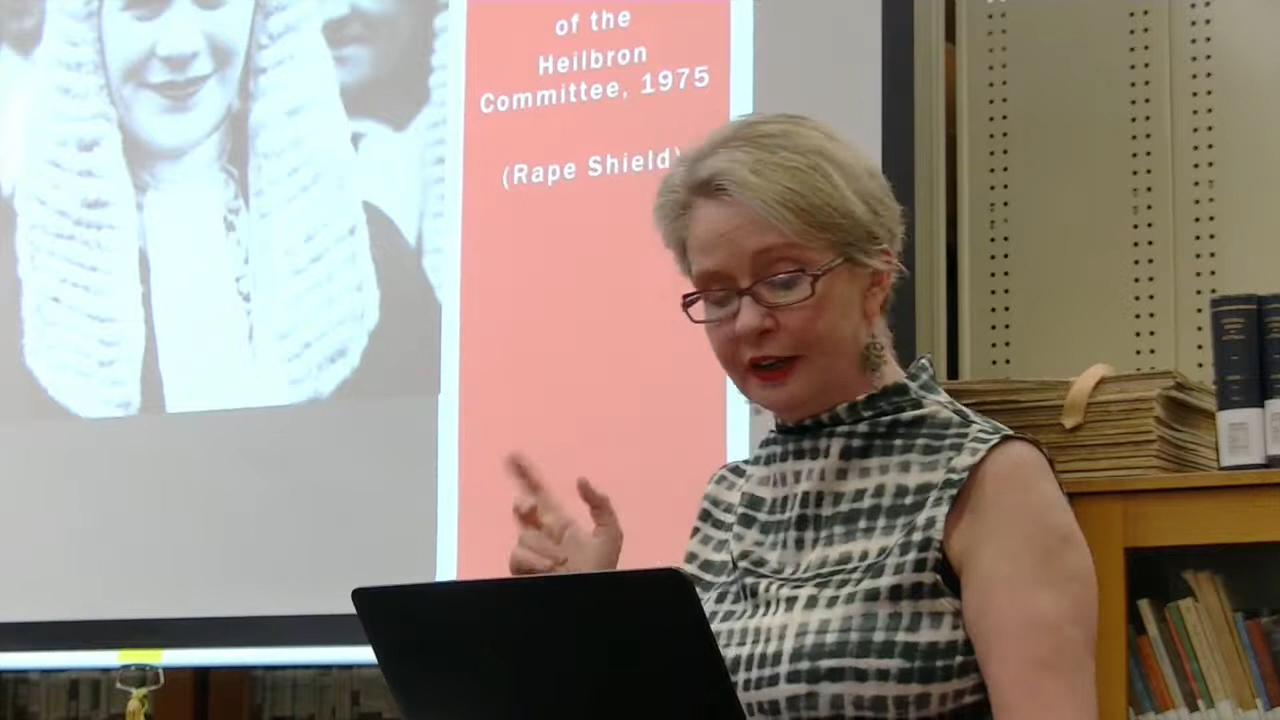 of the
Heilbron
Committee, 1975
(Rape Shield)